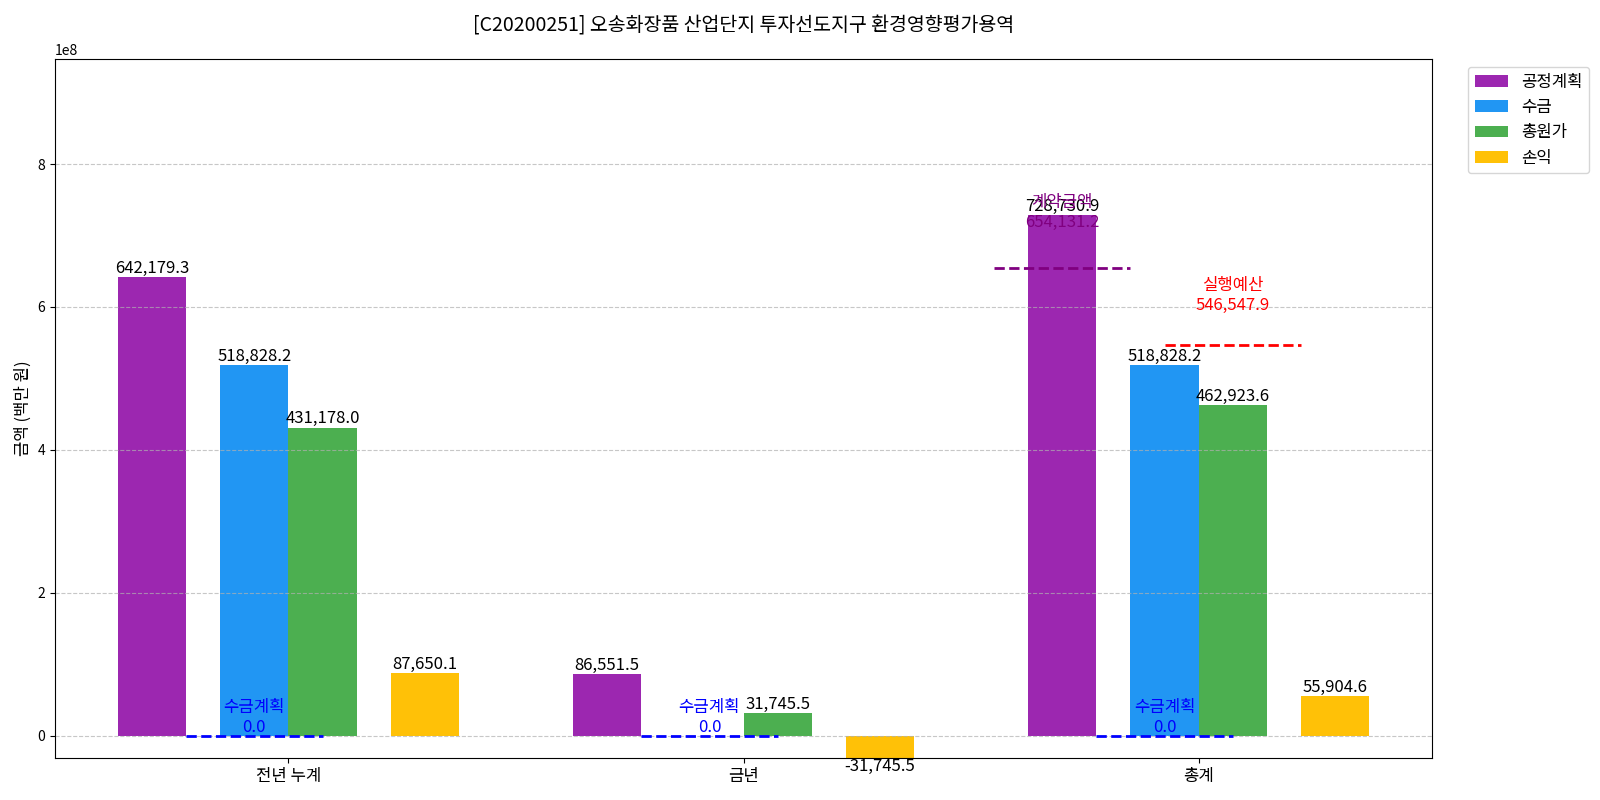 [C20200251] 오송화장품 산업단지 투자선도지구 환경영향평가용역
1e8
금액 (백만 원)
8
6
4
2
0
공정계획
수금
총원가
손익
642,179.3
518,828.2
431,178.0
87,650.1
수금계획
0.0
86,551.5
수금계획
0.0
31,745.5
-31,745.5
계약금액
728,730.9
654,131.2
실행예산
546,547.9
518,828.2
462,923.6
수금계획
0.0
55,904.6
전년 누계
금년
총계